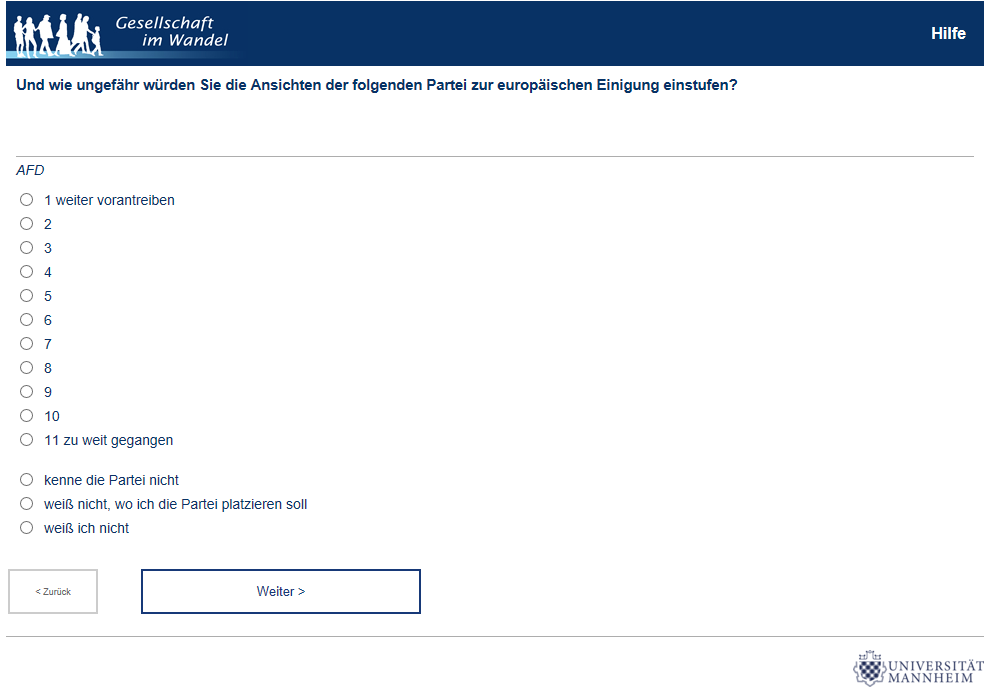 Gesellschaft
im Wandel
Hilfe
Und wie ungefähr würden Sie die Ansichten der folgenden Partei zur europäischen Einigung einstufen?
AFD
1 weiter vorantreiben
2
3
4
5
6
7
8
9
10
11 zu weit gegangen
kenne die Partei nicht
weiß nicht, wo ich die Partei platzieren soll
weiß ich nicht
< Zurück
Weiter >
UNIVERSITÄT
MANNHEIM